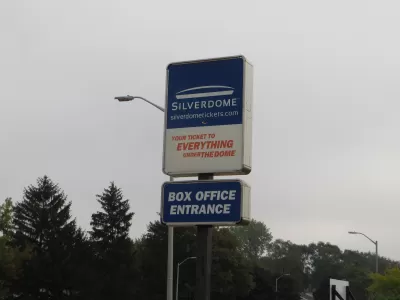 SILVERDOME
silverdometickets.com
YOUR TICKET TO
EVERYTHING
UNDER THE DOME
BOX OFFICE
ENTRANCE
N